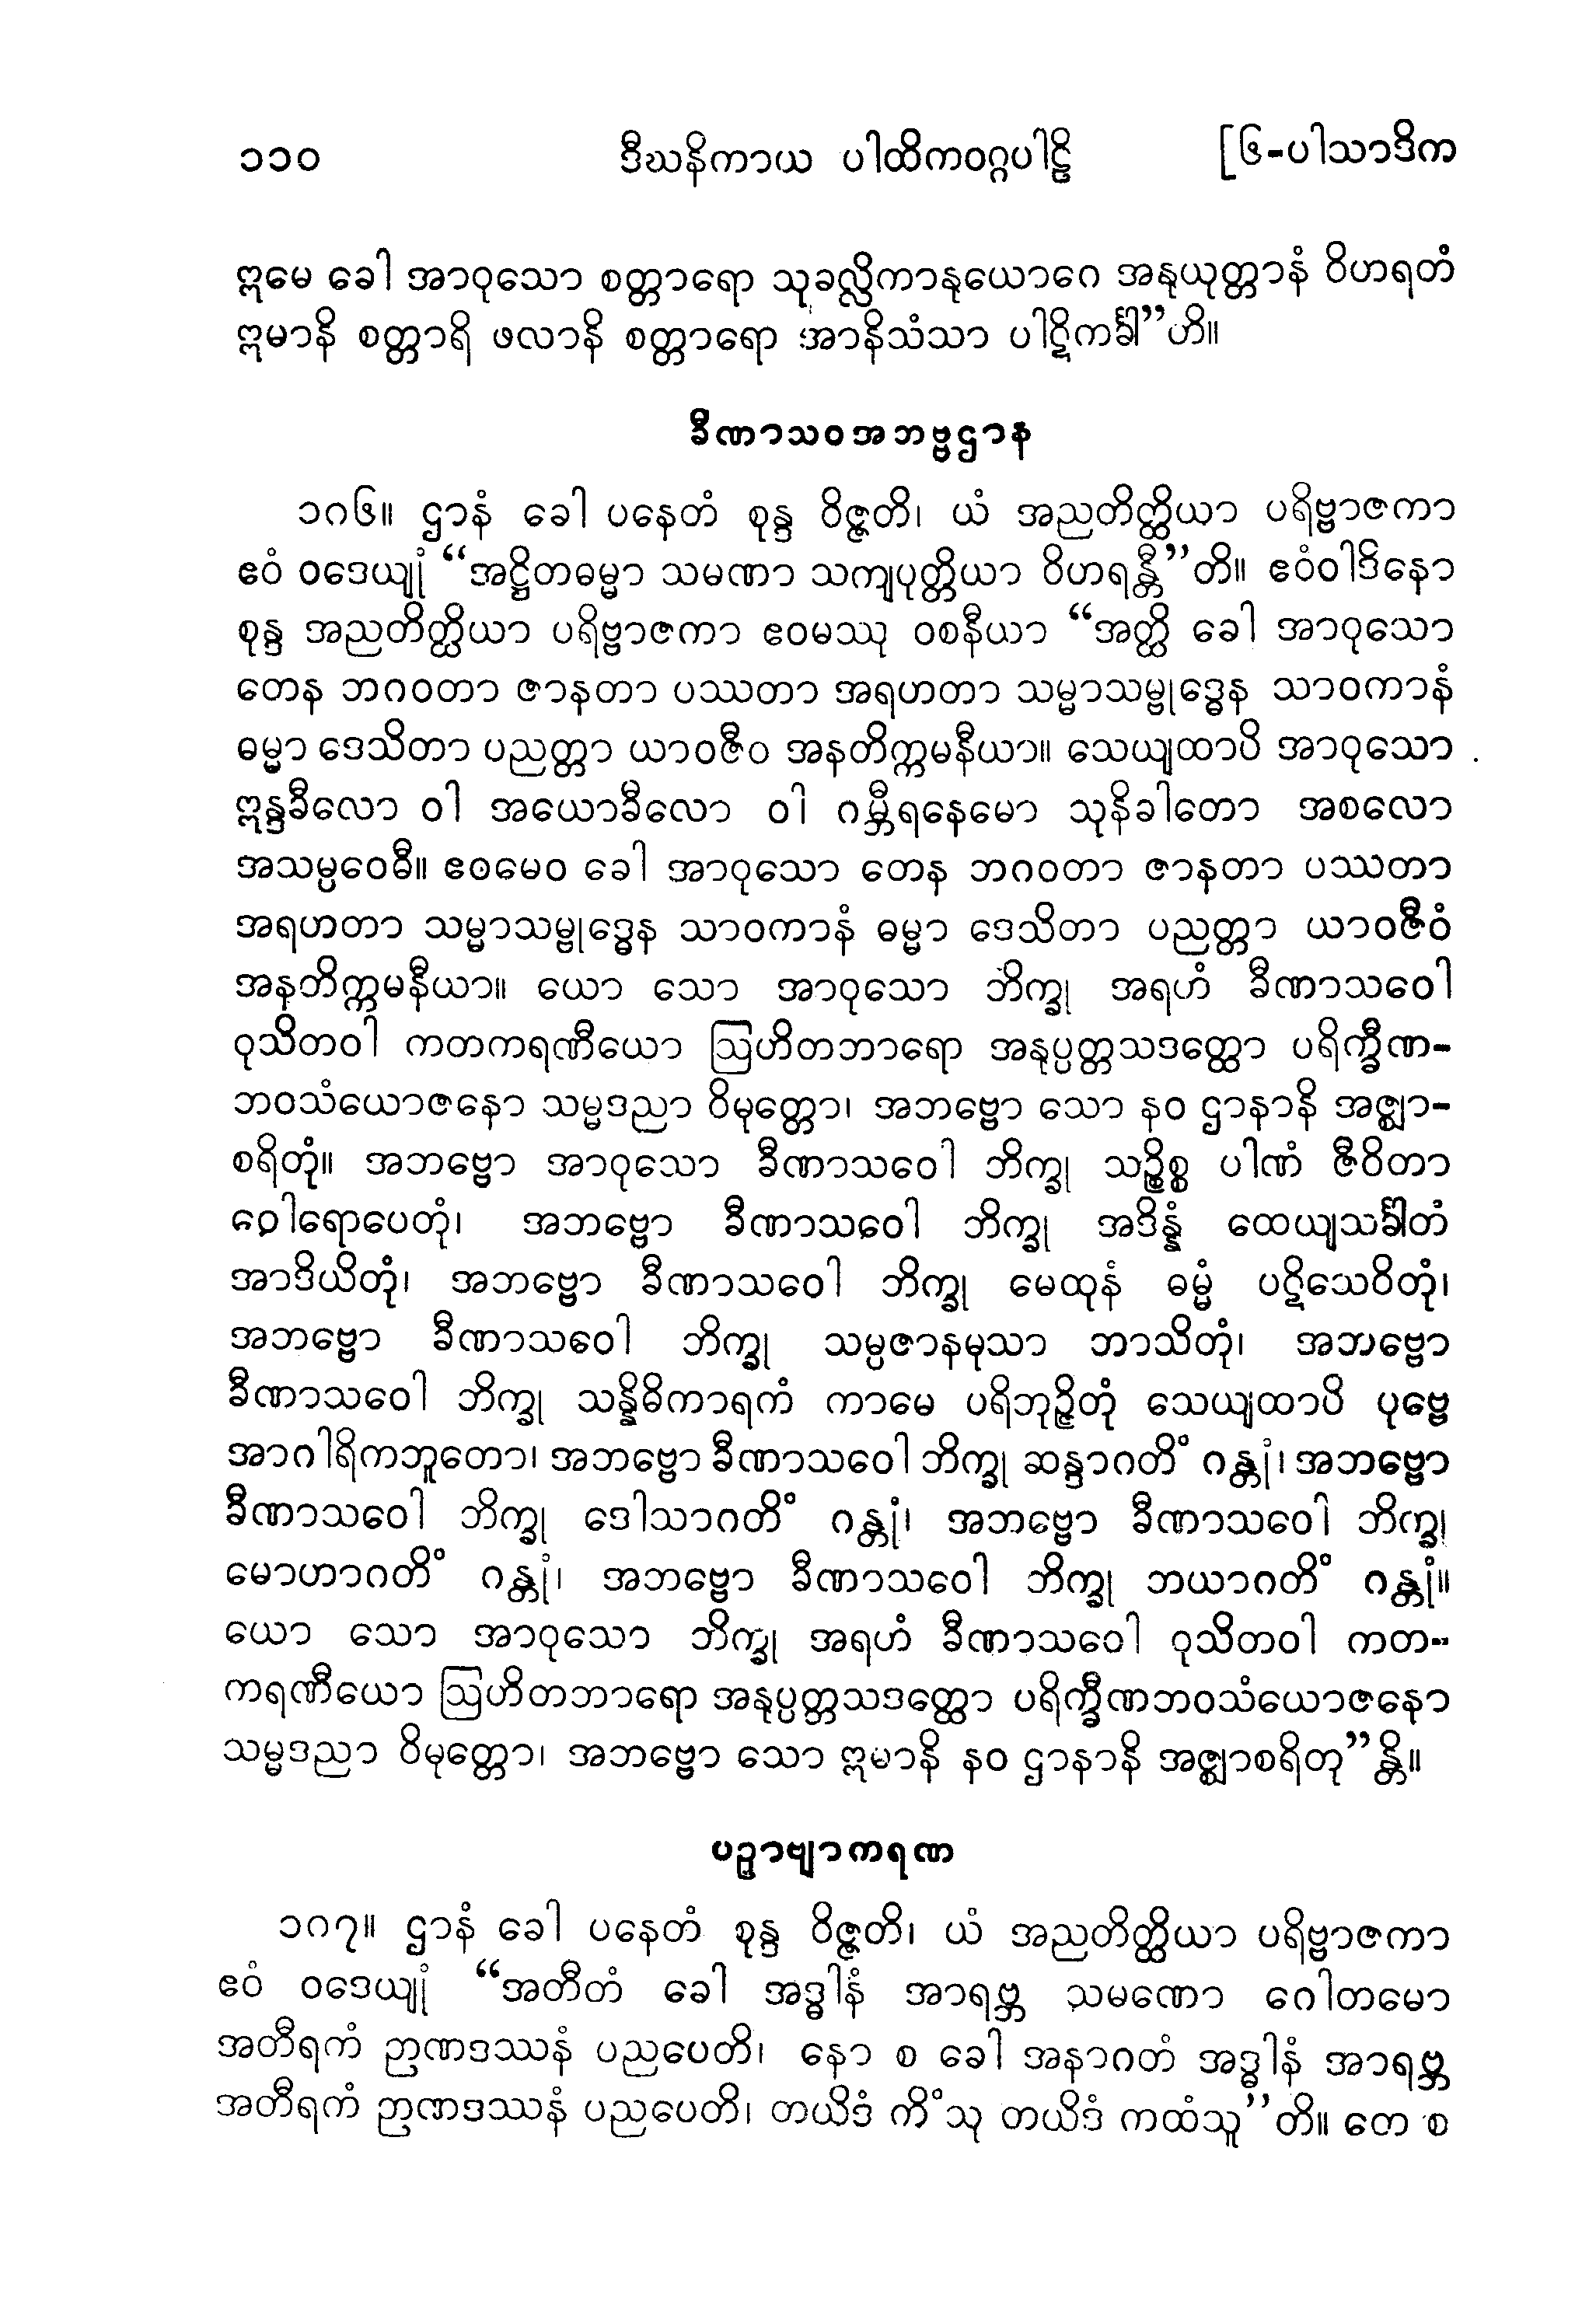 ၁၁၀ ဒီဃနိကာယ ပါထိကဝဂ္ဂပါဠိ [၆-ပါသာဒိက
ဣမေ ခေါ အာဝုသော စတ္တာရော သုခလ္လိကာနုယောဂေ အနုယုတ္တာနံ ဝိဟရတံ
ဣမာနိ စတ္တာရိ ဖလာနိ စတ္တာရော အာနိသံသာ ပါဋိကင်္ခါ”ဟိ။
ခီဏာသဝအဘဗ္ဗဌာန
၁၈၆။ ဌာနံ ခေါ ပနေတံ စုန္ဒ ဝိဇ္ဇတိ၊ ယံ အညတိတ္ထိယာ ပရိဗ္ဗာဇကာ
ဧဝံ ဝဒေယျုံ “အဋ္ဌိတဓမ္မာ သမဏာ သကျပုတ္တိယာ ဝိဟရန္တီ”တိ။ ဧဝံဝါဒိနော
စုန္ဒ အညတိတ္ထိယာ ပရိဗ္ဗာဇကာ ဧဝမဿု ဝစနီယာ “အတ္ထိ ခေါ အာဝုသော
တေန ဘဂဝတာ ဇာနတာ ပဿတာ အရဟတာ သမ္မာသမ္ဗုဒ္ဓေန သာဝကာနံ
ဓမ္မာ ဒေသိတာ ပညတ္တာ ယာဝဇီဝ အနတိက္ကမနီယာ။ သေယျထာပိ အာဝုသော
ဣန္ဒခီလော ဝါ အယောခီလော ဝါ ဂမ္ဘီရနေမော သုနိခါတော အစလော
အသမ္ပဝေဓီ။ ဧဝမေဝ ခေါ အာဝုသော တေန ဘဂဝတာ ဇာနတာ ပဿတာ
အရဟတာ သမ္မာသမ္ဗုဒ္ဓေန သာဝကာနံ ဓမ္မာ ဒေသိတာ ပညတ္တာ ယာဝဇီဝံ
အနတိက္ကမနီယာ။ ယော သော အာဝုသော ဘိက္ခု အရဟံ ခီဏာသဝေါ
ဝုသိတဝါ ကတကရဏီယော ဩဟိတဘာရော အနုပ္ပတ္တသဒတ္ထော ပရိက္ခီဏ-
ဘဝသံယောဇနော သမ္မဒညာ ဝိမုတ္တော၊ အဘဗ္ဗော သော နဝ ဌာနာနိ အဇ္ဈာ-
စရိတုံ။ အဘဗ္ဗော အာဝုသော ခီဏာသဝေါ ဘိက္ခု သဉ္စိစ္စ ပါဏံ ဇီဝိတာ
ဝေါရောပေတုံ၊ အဘဗ္ဗော ခီဏာသဝေါ ဘိက္ခု အဒိန္နံ ထေယျသင်္ခါတံ
အာဒိယိတုံ၊ အဘဗ္ဗော ခီဏာသဝေါ ဘိက္ခု မေထုနံ ဓမ္မံ ပဋိသေဝိတုံ၊
အဘဗ္ဗော ခီဏာသဝေါ ဘိက္ခု သမ္ပဇာနမုသာ ဘာသိတုံ၊ အဘဗ္ဗော
ခီဏာသဝေါ ဘိက္ခု သန္နိဓိကာရကံ ကာမေ ပရိဘုဉ္ဇိတုံ သေယျထာပိ ပုဗ္ဗေ
အာဂါရိကဘူတော၊ အဘဗ္ဗော ခီဏာသဝေါ ဘိက္ခု ဆန္ဒာဂတိံ ဂန္တုံ၊ အဘဗ္ဗော
ခီဏာသဝေါ ဘိက္ခု ဒေါသာဂတိံ ဂန္တုံ၊ အဘဗ္ဗော ခီဏာသဝေါ ဘိက္ခု
မောဟာဂတိံ ဂန္တုံ၊ အဘဗ္ဗော ခီဏာသဝေါ ဘိက္ခု ဘယာဂတိံ ဂန္တုံ။
ယော သော အာဝုသော ဘိက္ခု အရဟံ ခီဏာသဝေါ ဝုသိတဝါ ကတ-
ကရဏီယော ဩဟိတဘာရော အနုပ္ပတ္တသဒတ္ထော ပရိက္ခီဏဘဝသံယောဇနော
သမ္မဒညာ ဝိမုတ္တော၊ အဘဗ္ဗော သော ဣမာနိ နဝ ဌာနာနိ အဇ္ဈာစရိတု”န္တိ။
ပဉှာဗျာကရဏ
၁၈၇။ ဌာနံ ခေါ ပနေတံ စုန္ဒ ဝိဇ္ဇတိ၊ ယံ အညတိတ္ထိယာ ပရိဗ္ဗာဇကာ
ဧဝံ ဝဒေယျုံ “အတီတံ ခေါ အဒ္ဓါနံ အာရဗ္ဘ သမဏော ဂေါတမော
အတီရကံ ဉာဏဒဿနံ ပညပေတိ၊ နော စ ခေါ အနာဂတံ အဒ္ဓါနံ အာရဗ္ဘ
အတီရကံ ဉာဏဒဿနံ ပညပေတိ၊ တယိဒံ ကိံသု တယိဒံ ကထံသူ”တိ။ တေ စ